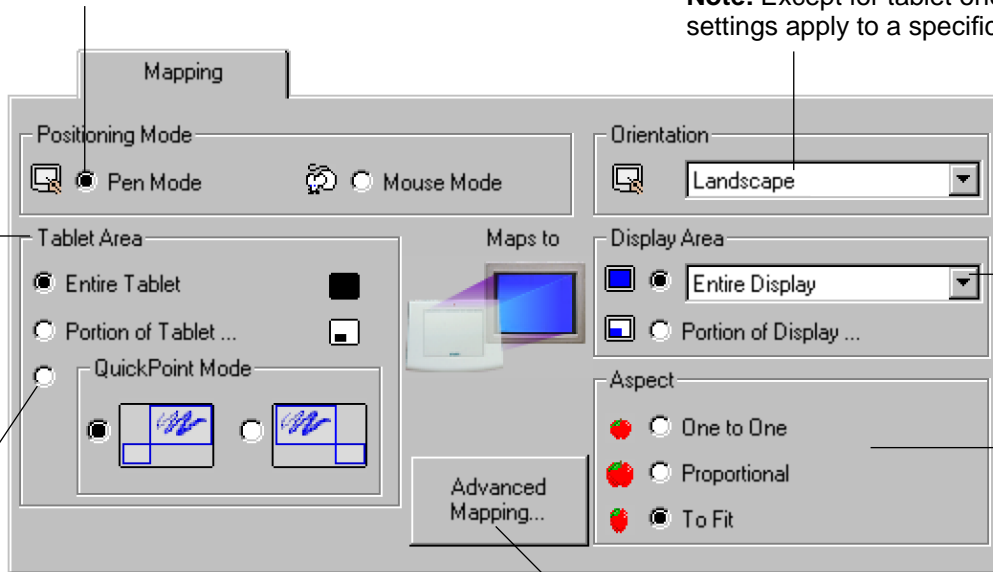 Note: Except for tablet
settings apply to a specific
Mapping
Positioning Mode
Pen Mode
Mouse Mode
Orientation
Landscape
Tablet Area
Entire Tablet
Portion of Tablet ...
QuickPoint Mode
Maps to
Display Area
Entire Display
Portion of Display ...
Aspect
One to One
Proportional
To Fit
Advanced
Mapping...